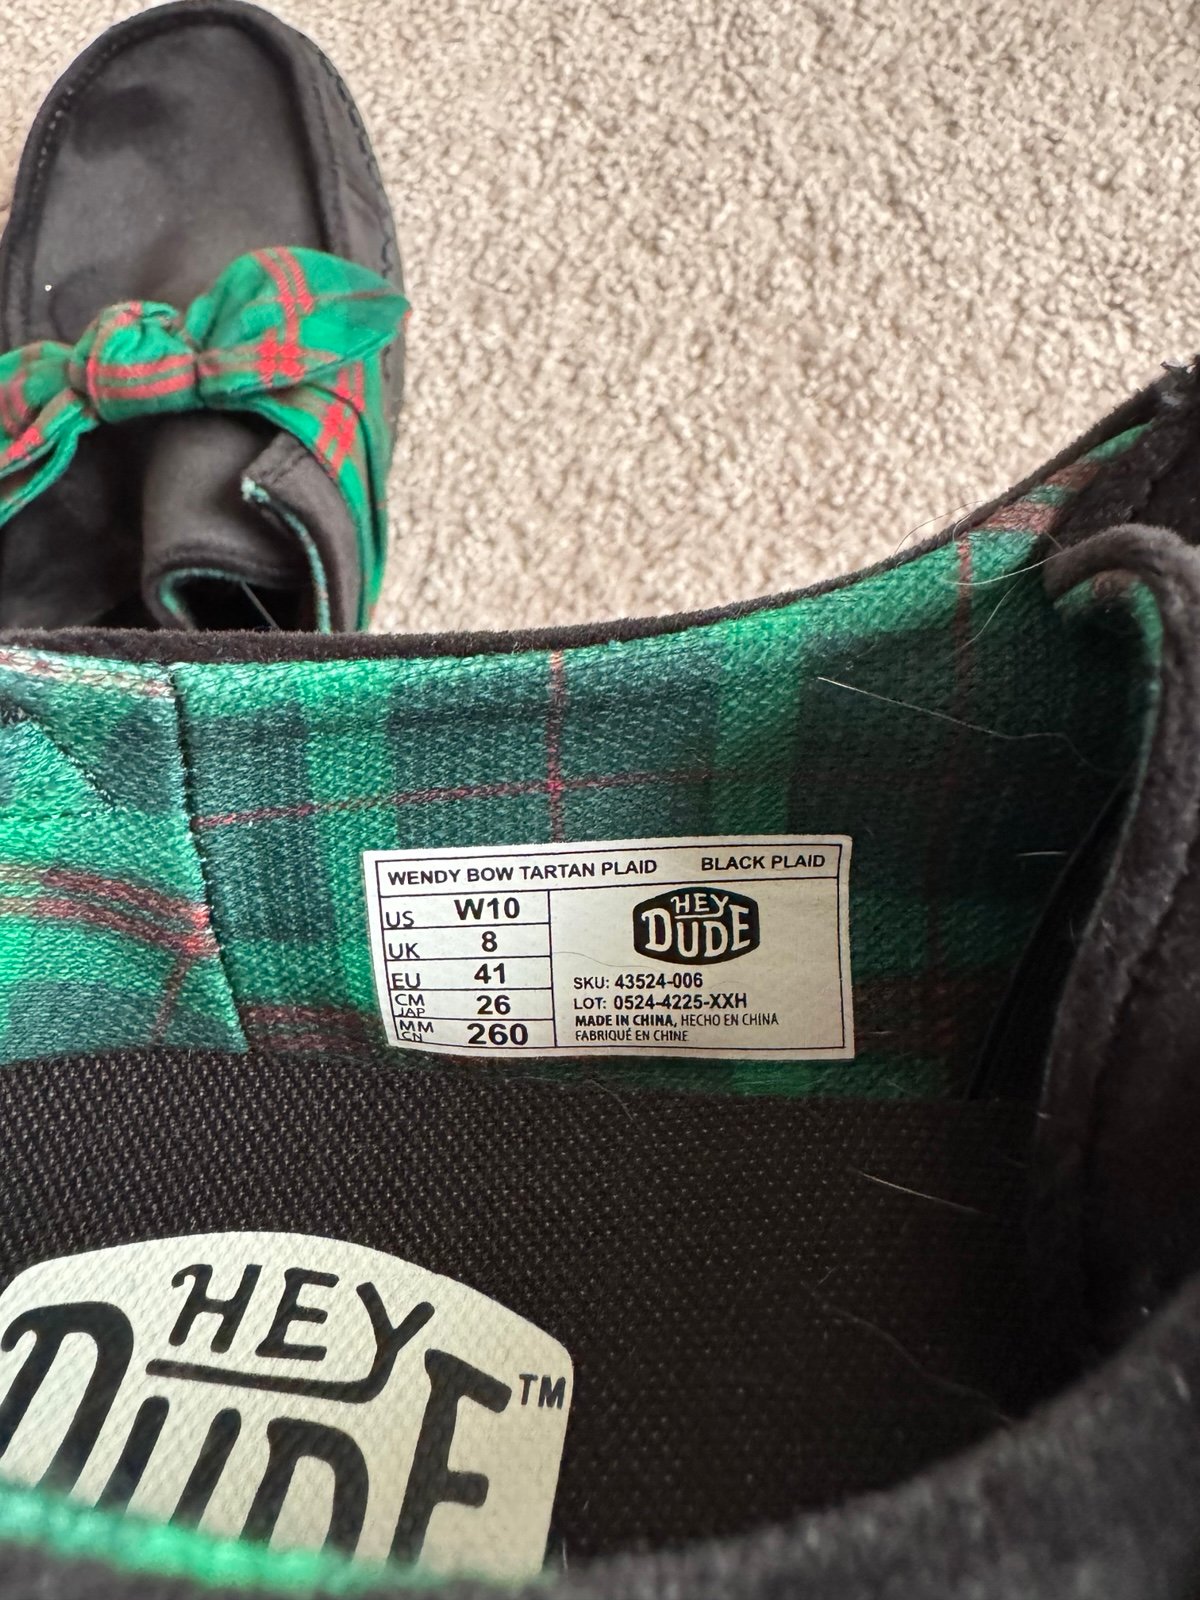 WENDY BOW TARTAN PLAID BLACK PLAID
US W10
UK 8
EU 41
CM JAP 26
MM CN 260
HEY
DUDE
SKU: 43524-006
LOT: 0524-4225-XXH
MADE IN CHINA, HECHO EN CHINA
FABRIQUÉ EN CHINE
HEY
DUDE™